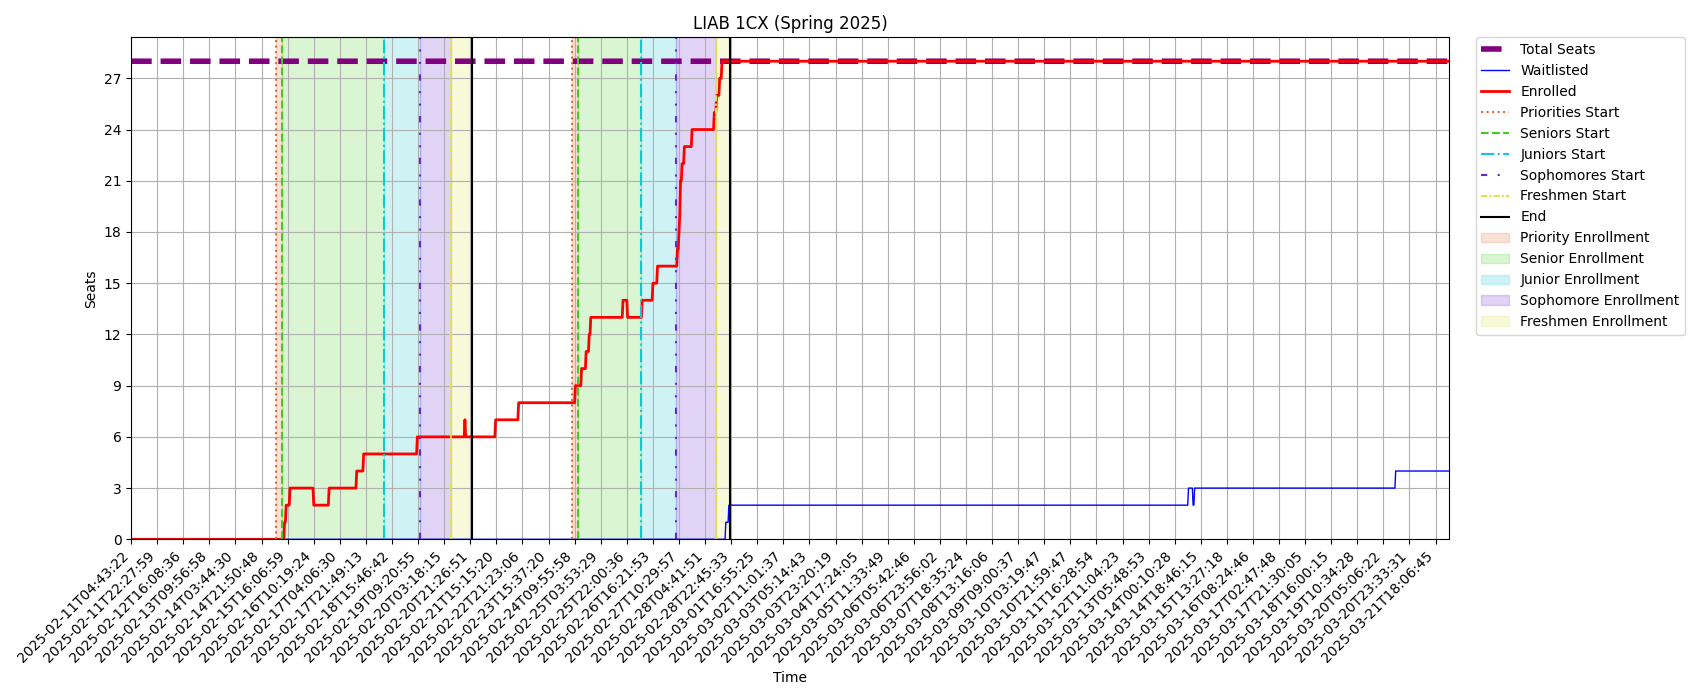 LIAB 1CX (Spring 2025)
Total Seats
Waitlisted
Enrolled
Priorities Start
Seniors Start
Juniors Start
Sophomores Start
Freshmen Start
End
Priority Enrollment
Senior Enrollment
Junior Enrollment
Sophomore Enrollment
Freshmen Enrollment
Seats
27
24
21
18
15
12
9
6
3
0
2025-02-11T04:43:22
2025-02-11T22:27:59
2025-02-12T16:08:36
2025-02-13T09:56:58
2025-02-14T03:44:30
2025-02-14T21:50:48
2025-02-15T16:06:59
2025-02-16T10:19:24
2025-02-17T04:06:30
2025-02-17T21:49:13
2025-02-18T15:46:42
2025-02-19T09:20:55
2025-02-20T03:18:15
2025-02-20T21:26:51
2025-02-21T15:15:20
2025-02-22T21:23:06
2025-02-23T15:37:20
2025-02-24T09:55:58
2025-02-25T03:53:29
2025-02-25T22:00:36
2025-02-26T16:21:53
2025-02-27T10:29:57
2025-02-28T04:41:51
2025-02-28T22:45:33
2025-03-01T16:55:25
2025-03-02T11:01:37
2025-03-03T05:14:43
2025-03-03T23:20:19
2025-03-04T17:24:05
2025-03-05T11:33:49
2025-03-06T05:42:46
2025-03-06T23:56:02
2025-03-07T18:35:24
2025-03-08T13:16:06
2025-03-09T09:00:37
2025-03-10T03:19:47
2025-03-10T21:59:47
2025-03-11T16:28:54
2025-03-12T11:04:23
2025-03-13T05:48:53
2025-03-14T00:10:28
2025-03-14T18:46:15
2025-03-15T13:27:18
2025-03-16T08:24:46
2025-03-17T02:47:48
2025-03-17T21:30:05
2025-03-18T16:00:15
2025-03-19T10:34:28
2025-03-20T05:06:22
2025-03-20T23:33:31
2025-03-21T18:06:45
Time